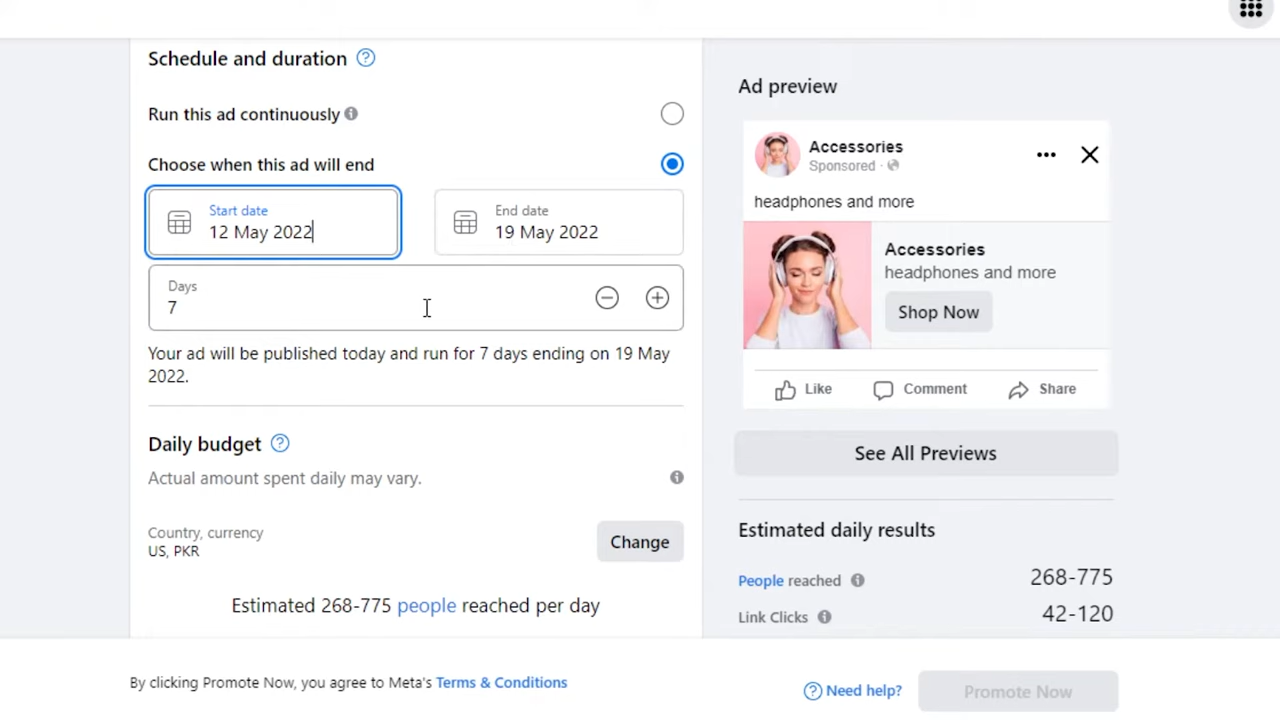 Schedule and duration
Run this ad continuously
Choose when this ad will end
Start date
12 May 2022
End date
19 May 2022
Days
7
Your ad will be published today and run for 7 days ending on 19 May
2022.
Daily budget
Actual amount spent daily may vary.
Country, currency
US, PKR
Change
Estimated 268-775 people reached per day
Ad preview
Accessories
Sponsored ·
headphones and more
Accessories
headphones and more
Shop Now
Like
Comment
Share
See All Previews
Estimated daily results
People reached
268-775
Link Clicks
42-120
By clicking Promote Now, you agree to Meta's Terms & Conditions
Need help?
Promote Now